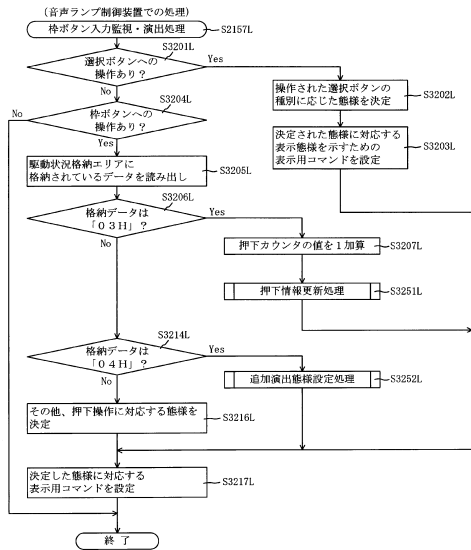 (音声ランプ制御装置での処理)
枠ボタン入力監視・演出処理
S2157L
S3201L
選択ボタンへの
操作あり?
Yes
No
操作された選択ボタンの
種別に応じた態様を決定
S3202L
S3204L
枠ボタンへの
操作あり?
No
Yes
決定された態様に対応する
表示態様を示すための
表示用コマンドを設定
S3203L
駆動状況格納エリアに
格納されているデータを読み出し
S3205L
S3206L
格納データは
「03H」?
Yes
No
押下カウンタの値を1加算
S3207L
押下情報更新処理
S3251L
S3214L
格納データは
「04H」?
Yes
No
追加演出態様設定処理
S3252L
その他、押下操作に対応する態様を
決定
S3216L
決定した態様に対応する
表示用コマンドを設定
S3217L
終了